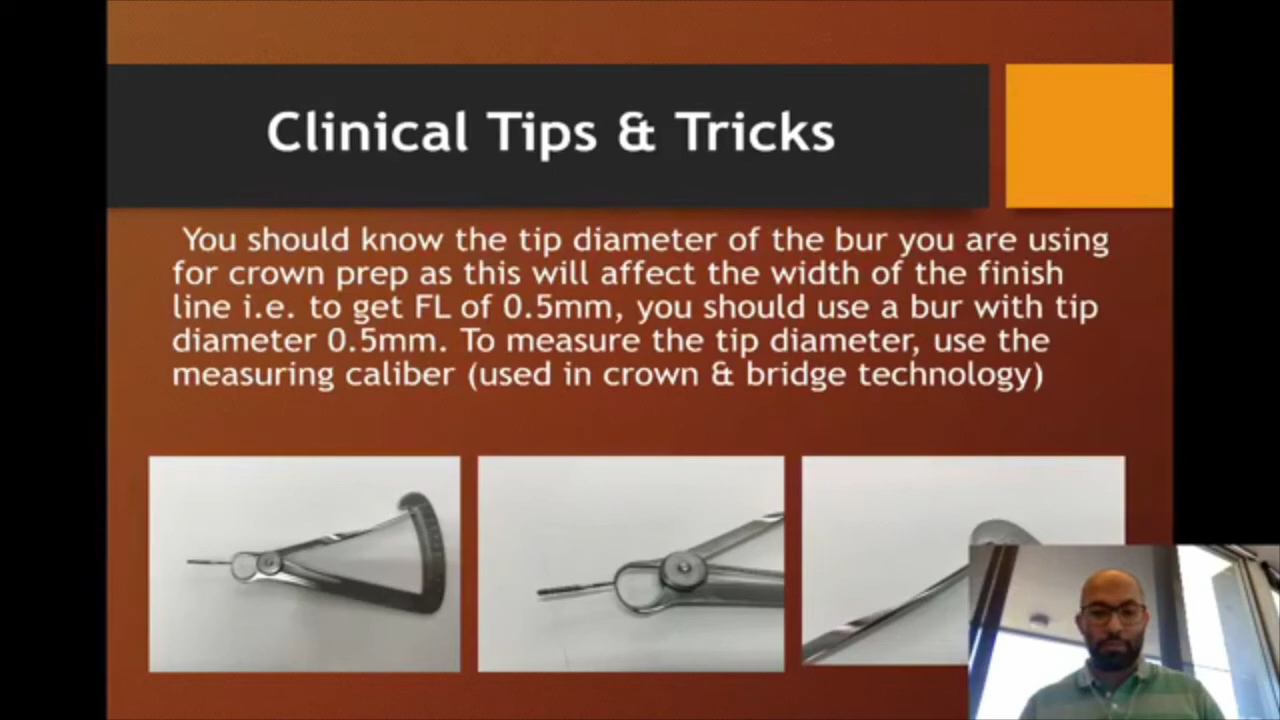 Clinical Tips & Tricks
You should know the tip diameter of the bur you are using
for crown prep as this will affect the width of the finish
line i.e. to get FL of 0.5mm, you should use a bur with tip
diameter 0.5mm. To measure the tip diameter, use the
measuring caliber (used in crown & bridge technology)